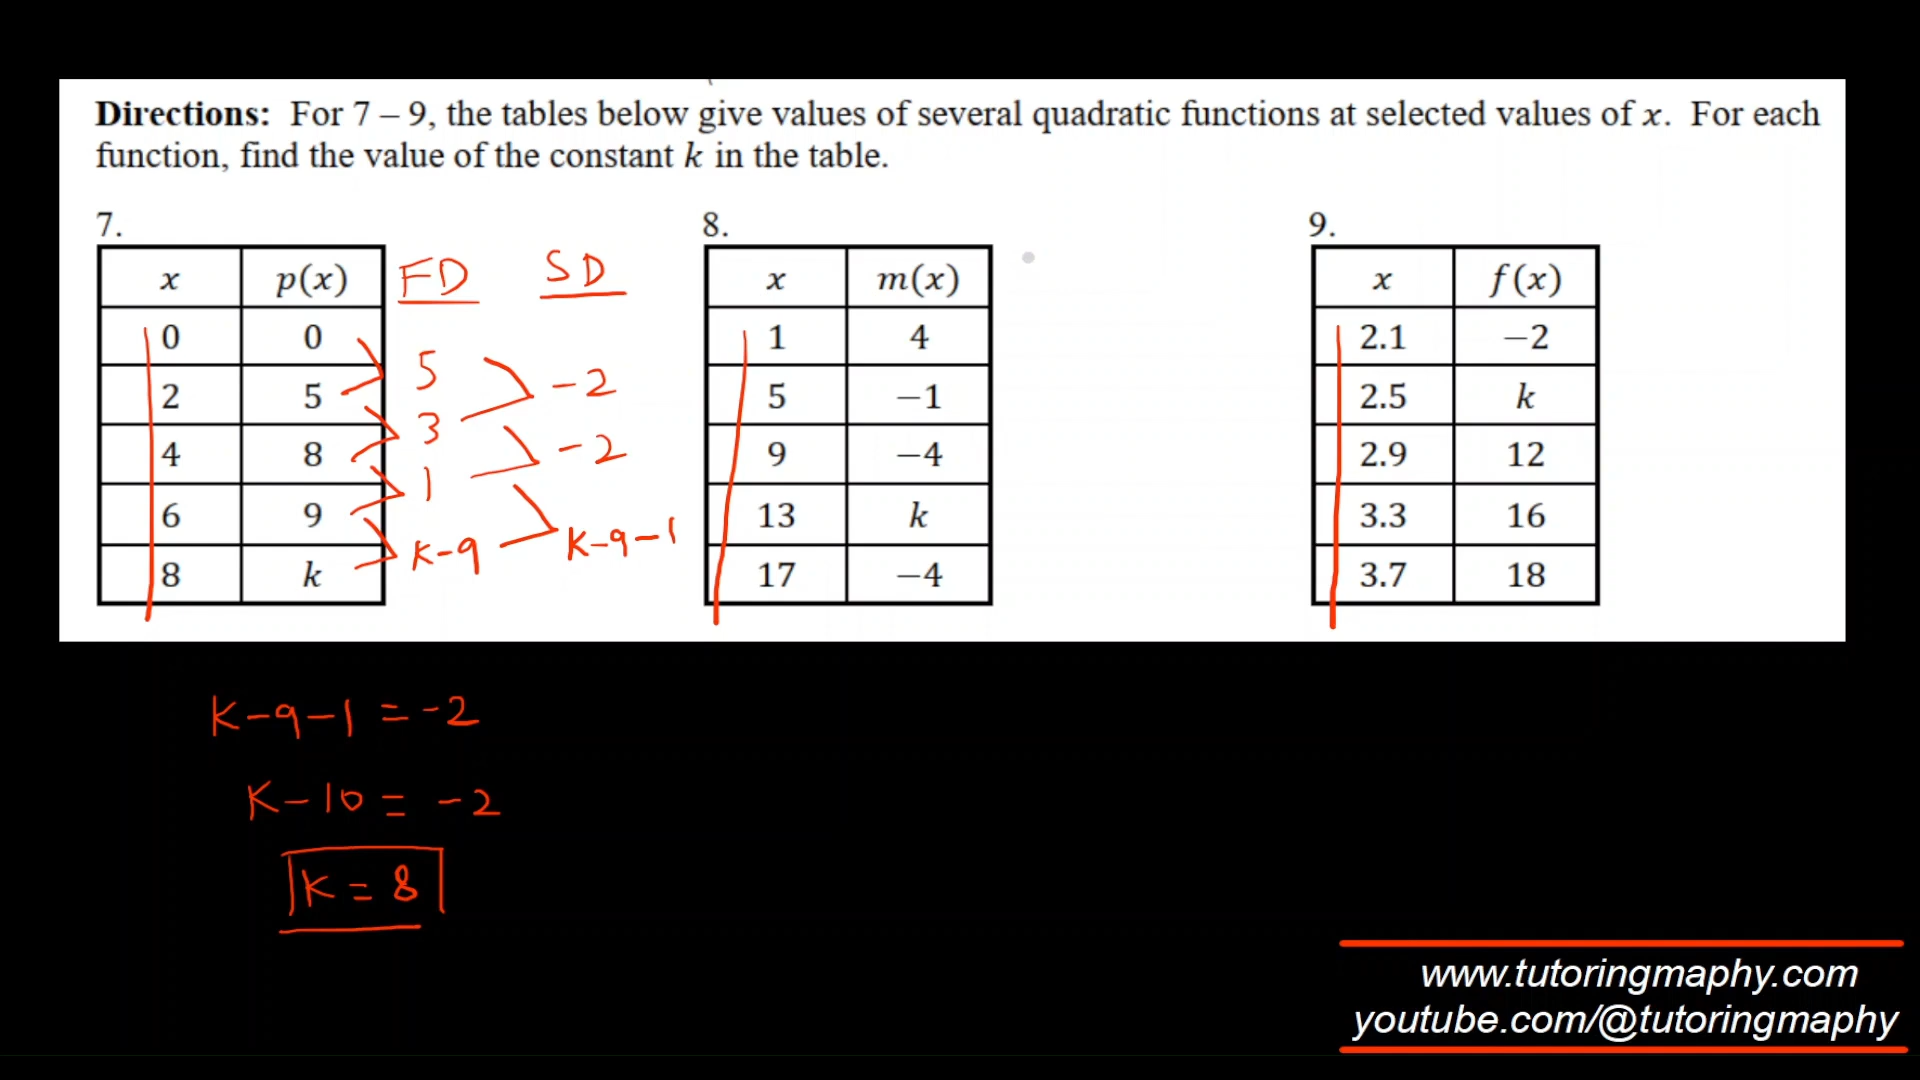 Directions: For 7 – 9, the tables below give values of several quadratic functions at selected values of x. For each
function, find the value of the constant k in the table.
7.
x p(x) FD SD
0 0
5
-2
2 5
3
-2
4 8
1
6 9
K-9 K-9-1
8 k
8.
x m(x)
1 4
5 −1
9 −4
13 k
17 −4
9.
x f(x)
2.1 −2
2.5 k
2.9 12
3.3 16
3.7 18
K-9-1 = -2
K-10 = -2
K = 8
www.tutoringmaphy.com
youtube.com/@tutoringmaphy